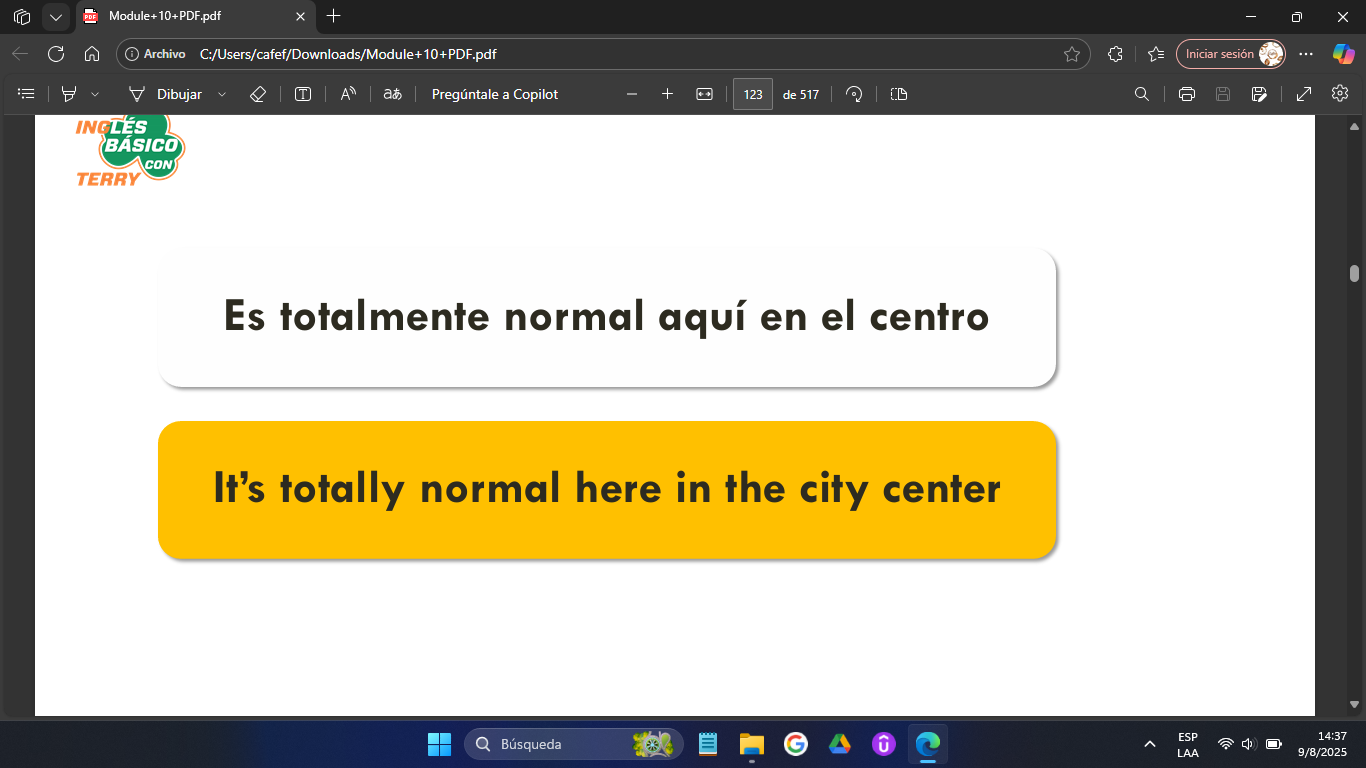 Module+10+PDF.pdf
Archivo C:/Users/cafef/Downloads/Module+10+PDF.pdf Iniciar sesión
Dibujar Pregúntale a Copilot 123 de 517
INGLÉS
BÁSICO
CON
TERRY
Es totalmente normal aquí en el centro
It's totally normal here in the city center
Búsqueda
ESP
LAA
14:37
9/8/2025